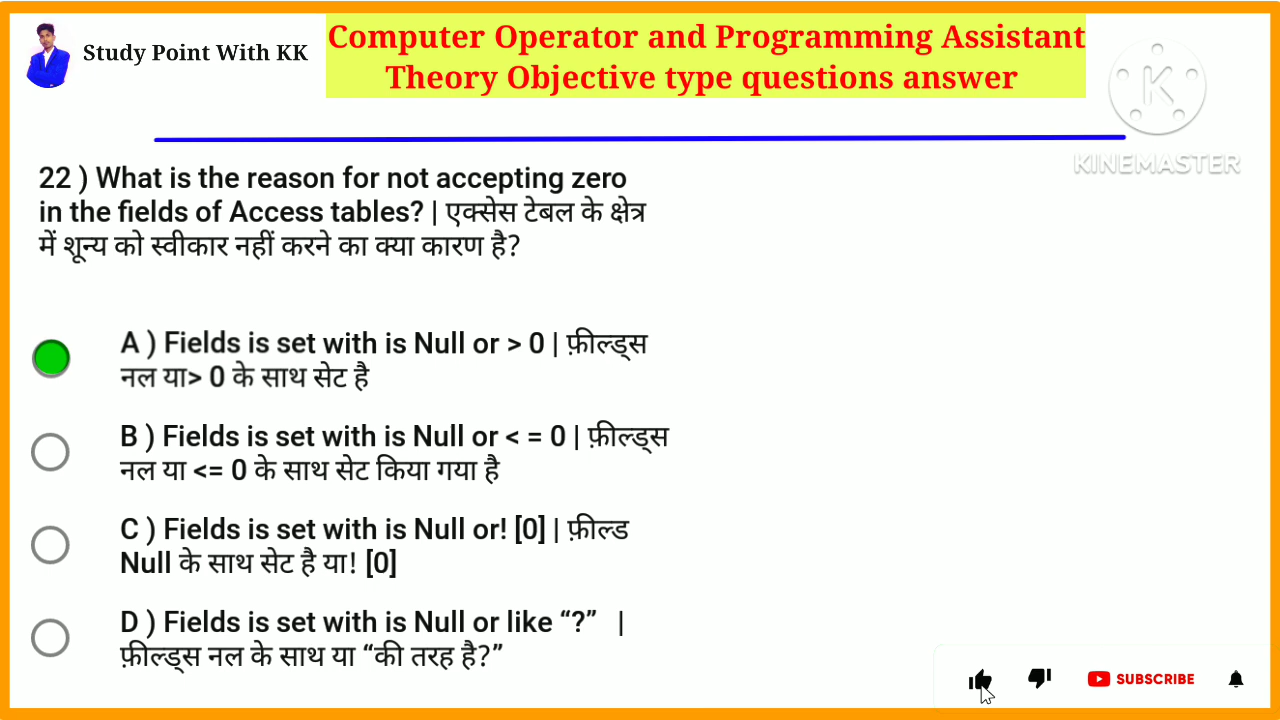 Study Point With KK
Computer Operator and Programming Assistant
Theory Objective type questions answer
K
KINEMASTER
22 ) What is the reason for not accepting zero
in the fields of Access tables? | एक्सेस टेबल के क्षेत्र
में शून्य को स्वीकार नहीं करने का क्या कारण है?
A ) Fields is set with is Null or > 0 | फ़ील्ड्स
नल या> 0 के साथ सेट है
B ) Fields is set with is Null or < = 0 | फ़ील्ड्स
नल या <= 0 के साथ सेट किया गया है
C ) Fields is set with is Null or! [0] | फ़ील्ड
Null के साथ सेट है या! [0]
D ) Fields is set with is Null or like “?” |
फ़ील्ड्स नल के साथ या “की तरह है?”
SUBSCRIBE